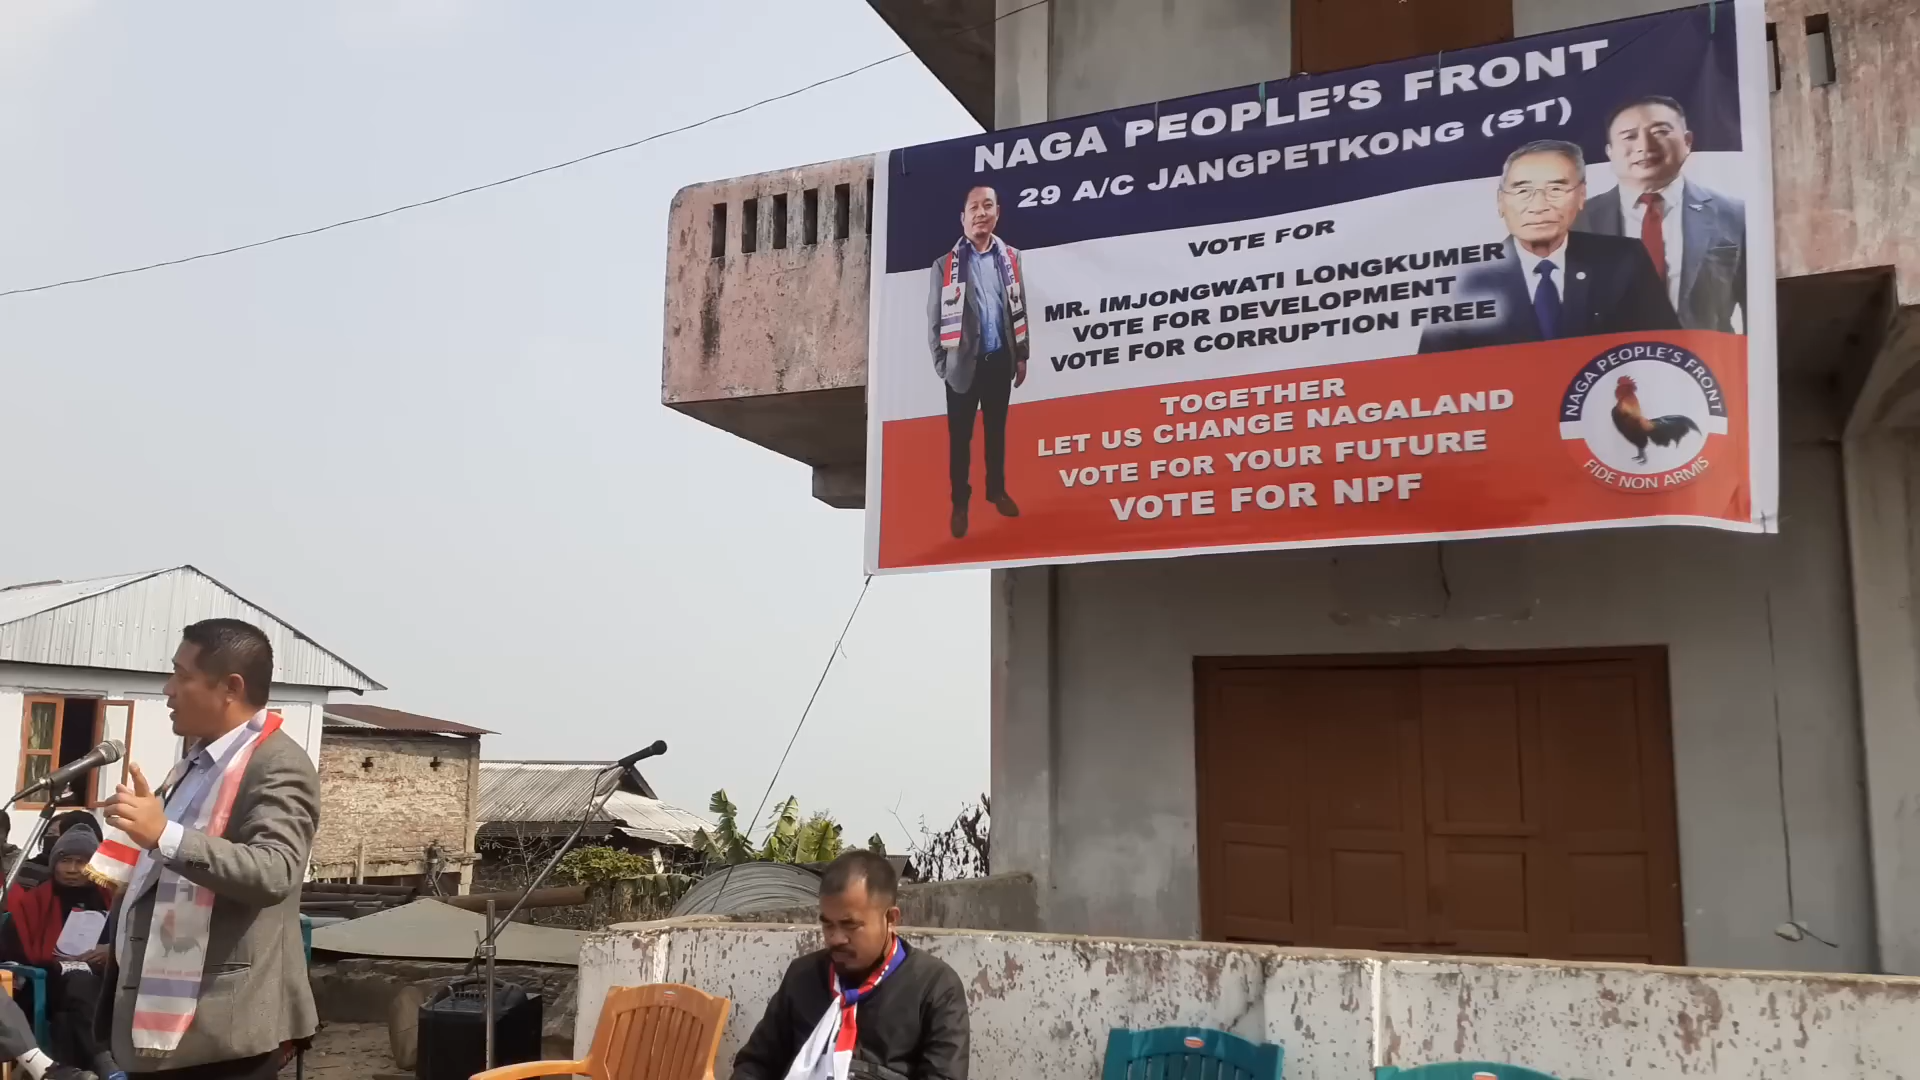 NAGA PEOPLE'S FRONT
29 A/C JANGPETKONG (ST)
VOTE FOR
MR. IMJONGWATI LONGKUMER
VOTE FOR DEVELOPMENT
VOTE FOR CORRUPTION FREE
TOGETHER
LET US CHANGE NAGALAND
VOTE FOR YOUR FUTURE
VOTE FOR NPF
NAGA PEOPLE'S FRONT
FIDE NON ARMIS
NPF